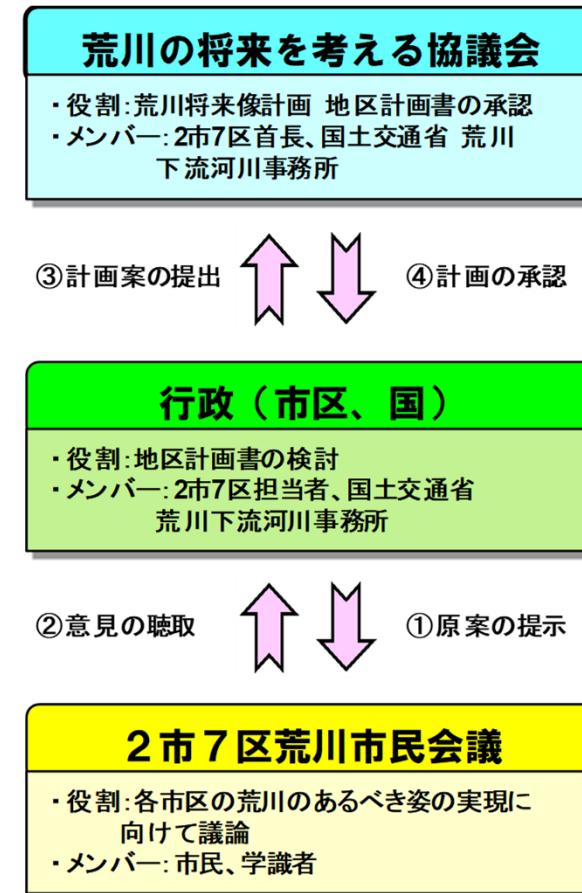 荒川の将来を考える協議会
・役割：荒川将来像計画 地区計画書の承認
・メンバー：2市7区首長、国土交通省 荒川
下流河川事務所
③計画案の提出
④計画の承認
行政（市区、国）
・役割：地区計画書の検討
・メンバー：2市7区担当者、国土交通省
荒川下流河川事務所
②意見の聴取
①原案の提示
２市７区荒川市民会議
・役割：各市区の荒川のあるべき姿の実現に
向けて議論
・メンバー：市民、学識者